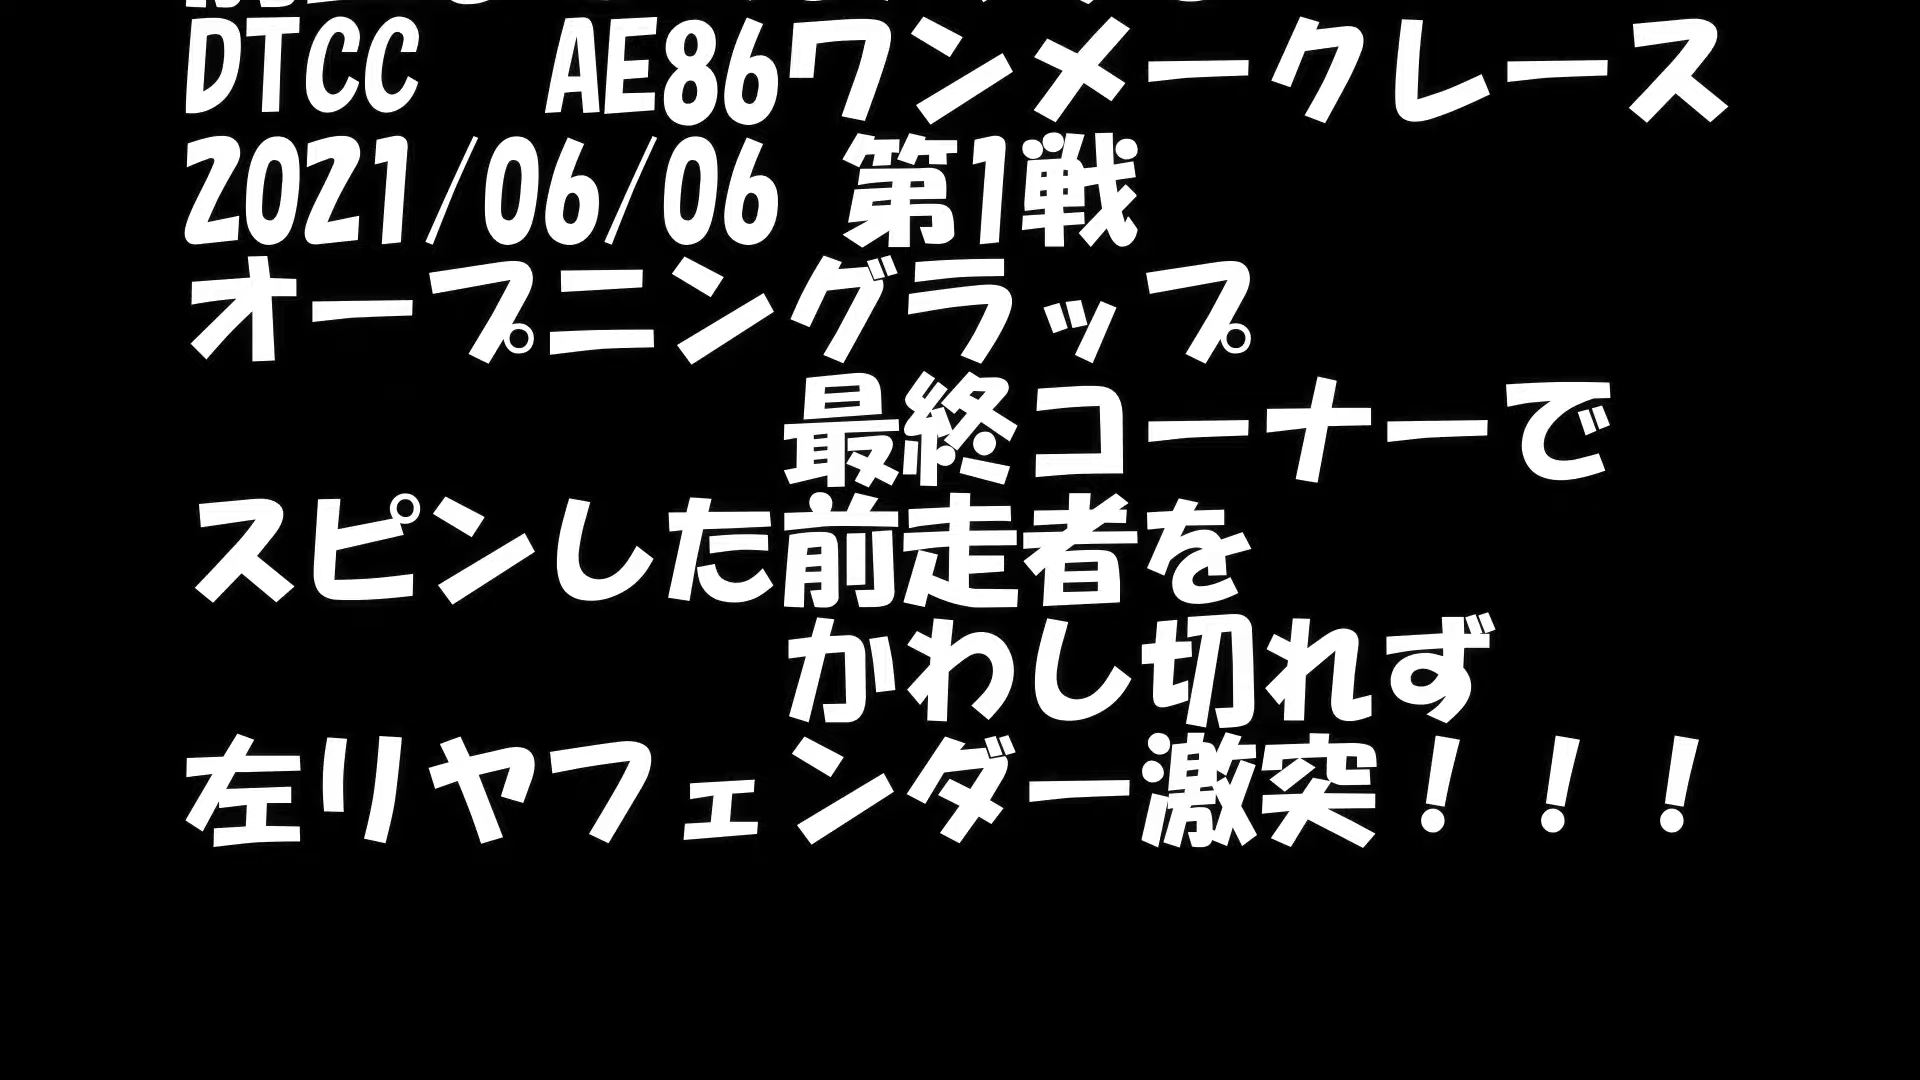 DTCC　AE86ワンメークレース
2021/06/06 第1戦
オープニングラップ
最終コーナーで
スピンした前走者を
かわし切れず
左リヤフェンダー激突！！！